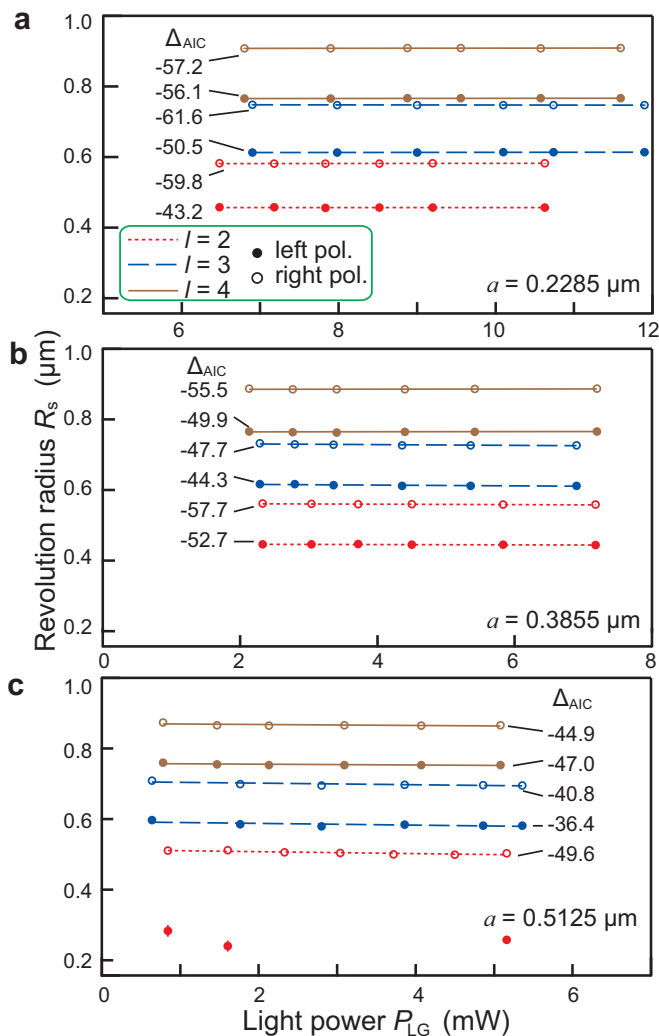 a
1.0
0.8
0.6
0.4
0.2
Δ_AIC
-57.2
-56.1
-61.6
-50.5
-59.8
-43.2
l = 2
l = 3
l = 4
left pol.
right pol.
a = 0.2285 μm
6 8 10 12
Revolution radius R_s (μm)
b
1.0
0.8
0.6
0.4
0.2
Δ_AIC
-55.5
-49.9
-47.7
-44.3
-57.7
-52.7
a = 0.3855 μm
0 2 4 6 8
c
1.0
0.8
0.6
0.4
0.2
Δ_AIC
-44.9
-47.0
-40.8
-36.4
-49.6
a = 0.5125 μm
0 2 4 6
Light power P_LG (mW)